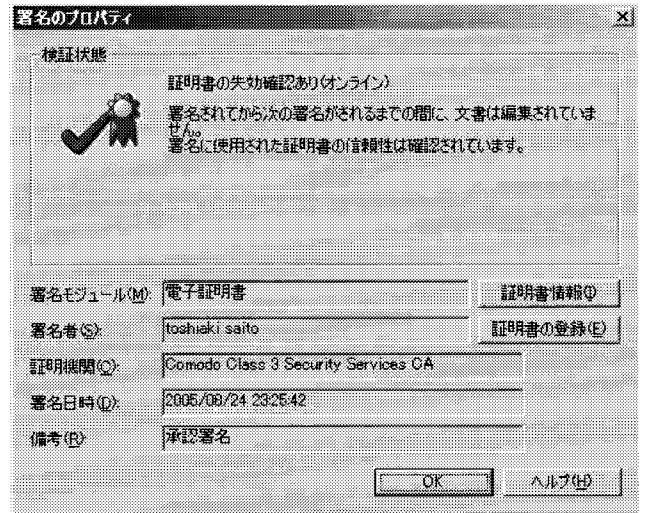 署名のプロパティ
検証状態
証明書の失効確認あり(オンライン)
署名されてから次の署名がされるまでの間に、文書は編集されていま
せん。
署名に使用された証明書の信頼性は確認されています。
署名モジュール(M): 電子証明書 証明書情報(I)
署名者(S): toshiaki saito 証明書の登録(E)
証明機関(C): Comodo Class 3 Security Services CA
署名日時(D): 2005/08/24 23:25:42
備考(R): 承認署名
OK ヘルプ(H)